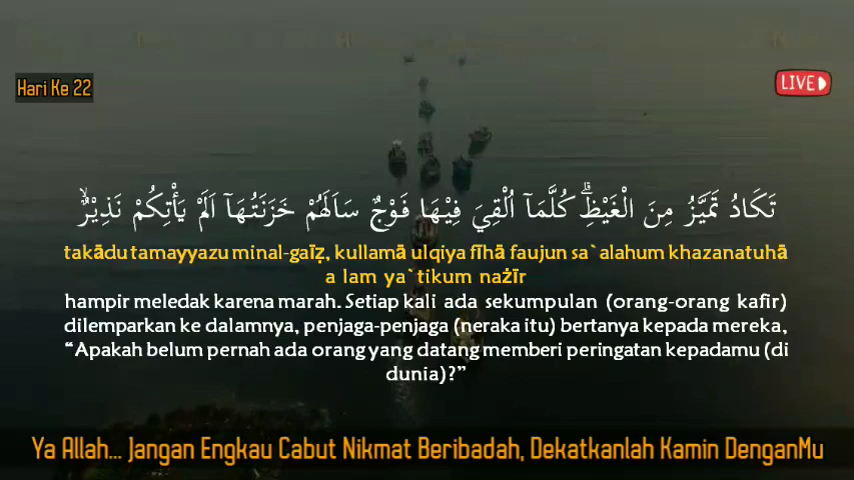 Hari Ke 22
LIVE
تَكَادُ تَمَيَّزُ مِنَ الْغَيْظِۗ كُلَّمَآ اُلْقِيَ فِيْهَا فَوْجٌ سَاَلَهُمْ خَزَنَتُهَآ اَلَمْ يَأْتِكُمْ نَذِيْرٌۙ
takādu tamayyazu minal-gaīẓ, kullamā ulqiya fīhā faujun sa`alahum khazanatuhā
a lam ya`tikum nażīr
hampir meledak karena marah. Setiap kali ada sekumpulan (orang-orang kafir)
dilemparkan ke dalamnya, penjaga-penjaga (neraka itu) bertanya kepada mereka,
“Apakah belum pernah ada orang yang datang memberi peringatan kepadamu (di
dunia)?”
Ya Allah... Jangan Engkau Cabut Nikmat Beribadah, Dekatkanlah Kamin DenganMu